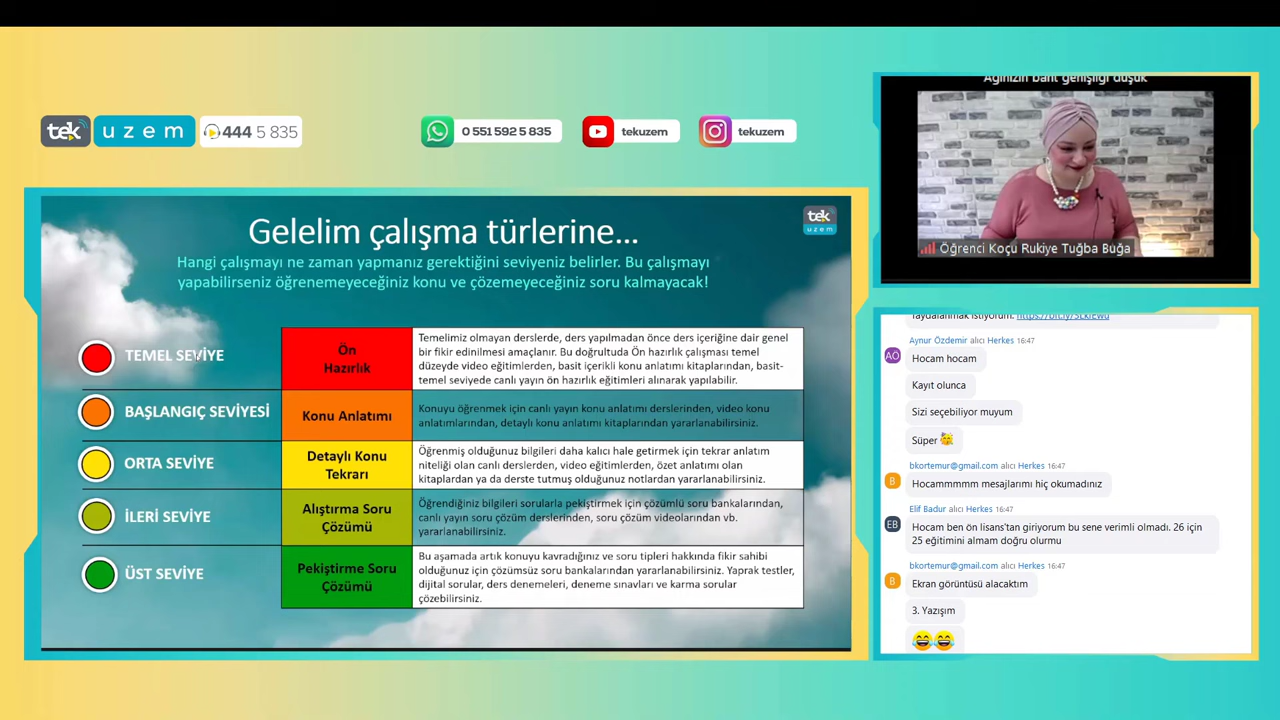 tek uzem 444 5 835
0 551 592 5 835
tekuzem
tekuzem
Ağınızın bant genişliği düşük
Öğrenci Koçu Rukiye Tuğba Buğa
tek
uzem
Gelelim çalışma türlerine...
Hangi çalışmayı ne zaman yapmanız gerektiğini seviyeniz belirler. Bu çalışmayı
yapabilirseniz öğrenemeyeceğiniz konu ve çözemeyeceğiniz soru kalmayacak!
TEMEL SEVİYE
Ön
Hazırlık
Temelimiz olmayan derslerde, ders yapılmadan önce ders içeriğine dair genel
bir fikir edinilmesi amaçlanır. Bu doğrultuda Ön hazırlık çalışması temel
düzeyde video eğitimlerden, basit içerikli konu anlatımı kitaplarından, basit-
temel seviyede canlı yayın ön hazırlık eğitimleri alınarak yapılabilir.
BAŞLANGIÇ SEVİYESİ
Konu Anlatımı
Konuyu öğrenmek için canlı yayın konu anlatımı derslerinden, video konu
anlatımlarından, detaylı konu anlatımı kitaplarından yararlanabilirsiniz.
ORTA SEVİYE
Detaylı Konu
Tekrarı
Öğrenmiş olduğunuz bilgileri daha kalıcı hale getirmek için tekrar anlatım
niteliği olan canlı derslerden, video eğitimlerden, özet anlatımı olan
kitaplardan ya da derste tutmuş olduğunuz notlardan yararlanabilirsiniz.
İLERİ SEVİYE
Alıştırma Soru
Çözümü
Öğrendiğiniz bilgileri sorularla pekiştirmek için çözümlü soru bankalarından,
canlı yayın soru çözüm derslerinden, soru çözüm videolarından vb.
yararlanabilirsiniz.
ÜST SEVİYE
Pekiştirme Soru
Çözümü
Bu aşamada artık konuyu kavradığınız ve soru tipleri hakkında fikir sahibi
olduğunuz için çözümsüz soru bankalarından yararlanabilirsiniz. Yaprak testler,
dijital sorular, ders denemeleri, deneme sınavları ve karma sorular
çözebilirsiniz.
faydalanmak istiyorum.
Aynur Özdemir alıcı Herkes 16:47
AÖ
Hocam hocam
Kayıt olunca
Sizi seçebiliyor muyum
Süper
bkortemur@gmail.com alıcı Herkes 16:47
B
Hocammmmm mesajlarımı hiç okumadınız
Elif Badur alıcı Herkes 16:47
EB
Hocam ben ön lisans'tan giriyorum bu sene verimli olmadı. 26 için
25 eğitimini almam doğru olurmu
bkortemur@gmail.com alıcı Herkes 16:47
B
Ekran görüntüsü alacaktım
3. Yazışım